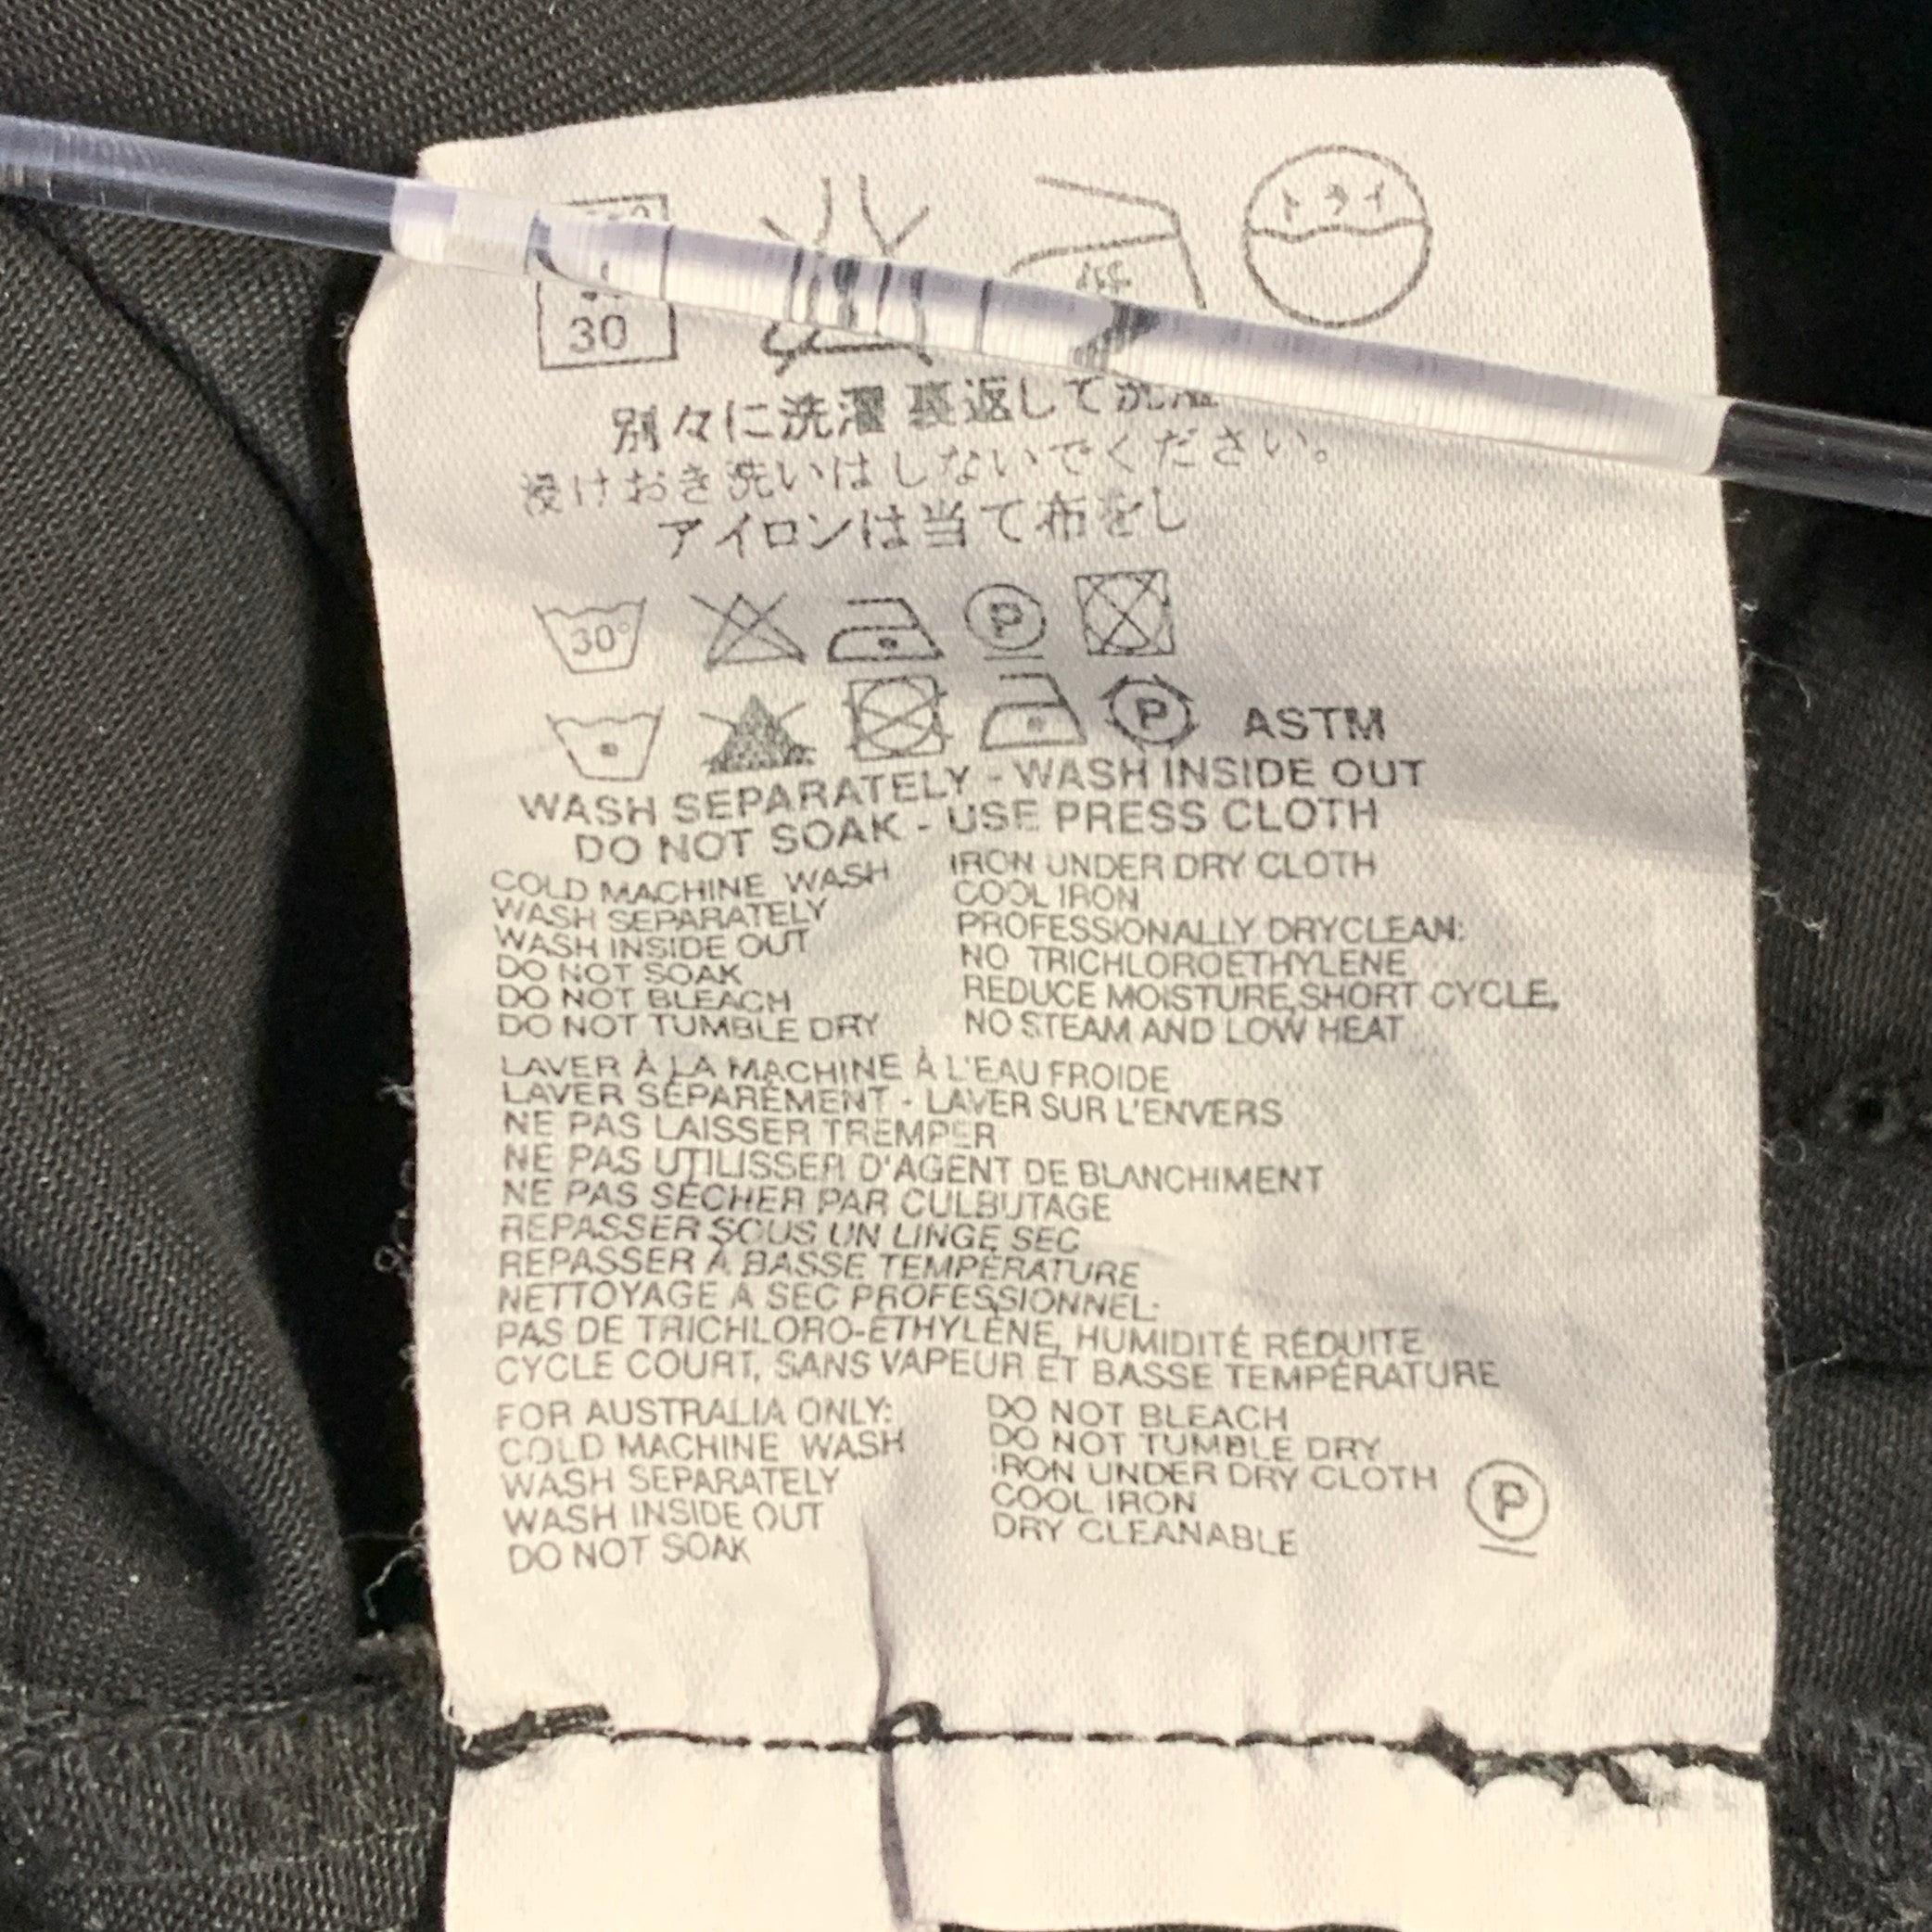 30
ドライ
別々に洗濯 裏返して洗濯
浸けおき洗いはしないでください。
アイロンは当て布をし
30°
P
P ASTM
WASH SEPARATELY - WASH INSIDE OUT
DO NOT SOAK - USE PRESS CLOTH
COLD MACHINE WASH
WASH SEPARATELY
WASH INSIDE OUT
DO NOT SOAK
DO NOT BLEACH
DO NOT TUMBLE DRY
IRON UNDER DRY CLOTH
COOL IRON
PROFESSIONALLY DRYCLEAN:
NO TRICHLOROETHYLENE
REDUCE MOISTURE,SHORT CYCLE,
NO STEAM AND LOW HEAT
LAVER À LA MACHINE À L'EAU FROIDE
LAVER SÉPARÉMENT - LAVER SUR L'ENVERS
NE PAS LAISSER TREMPER
NE PAS UTILISSER D'AGENT DE BLANCHIMENT
NE PAS SÉCHER PAR CULBUTAGE
REPASSER SOUS UN LINGE SEC
REPASSER À BASSE TEMPÉRATURE
NETTOYAGE A SEC PROFESSIONNEL:
PAS DE TRICHLORO-ÉTHYLÈNE, HUMIDITÉ RÉDUITE
CYCLE COURT, SANS VAPEUR ET BASSE TEMPÉRATURE
FOR AUSTRALIA ONLY:
COLD MACHINE WASH
WASH SEPARATELY
WASH INSIDE OUT
DO NOT SOAK
DO NOT BLEACH
DO NOT TUMBLE DRY
IRON UNDER DRY CLOTH
COOL IRON
DRY CLEANABLE
P